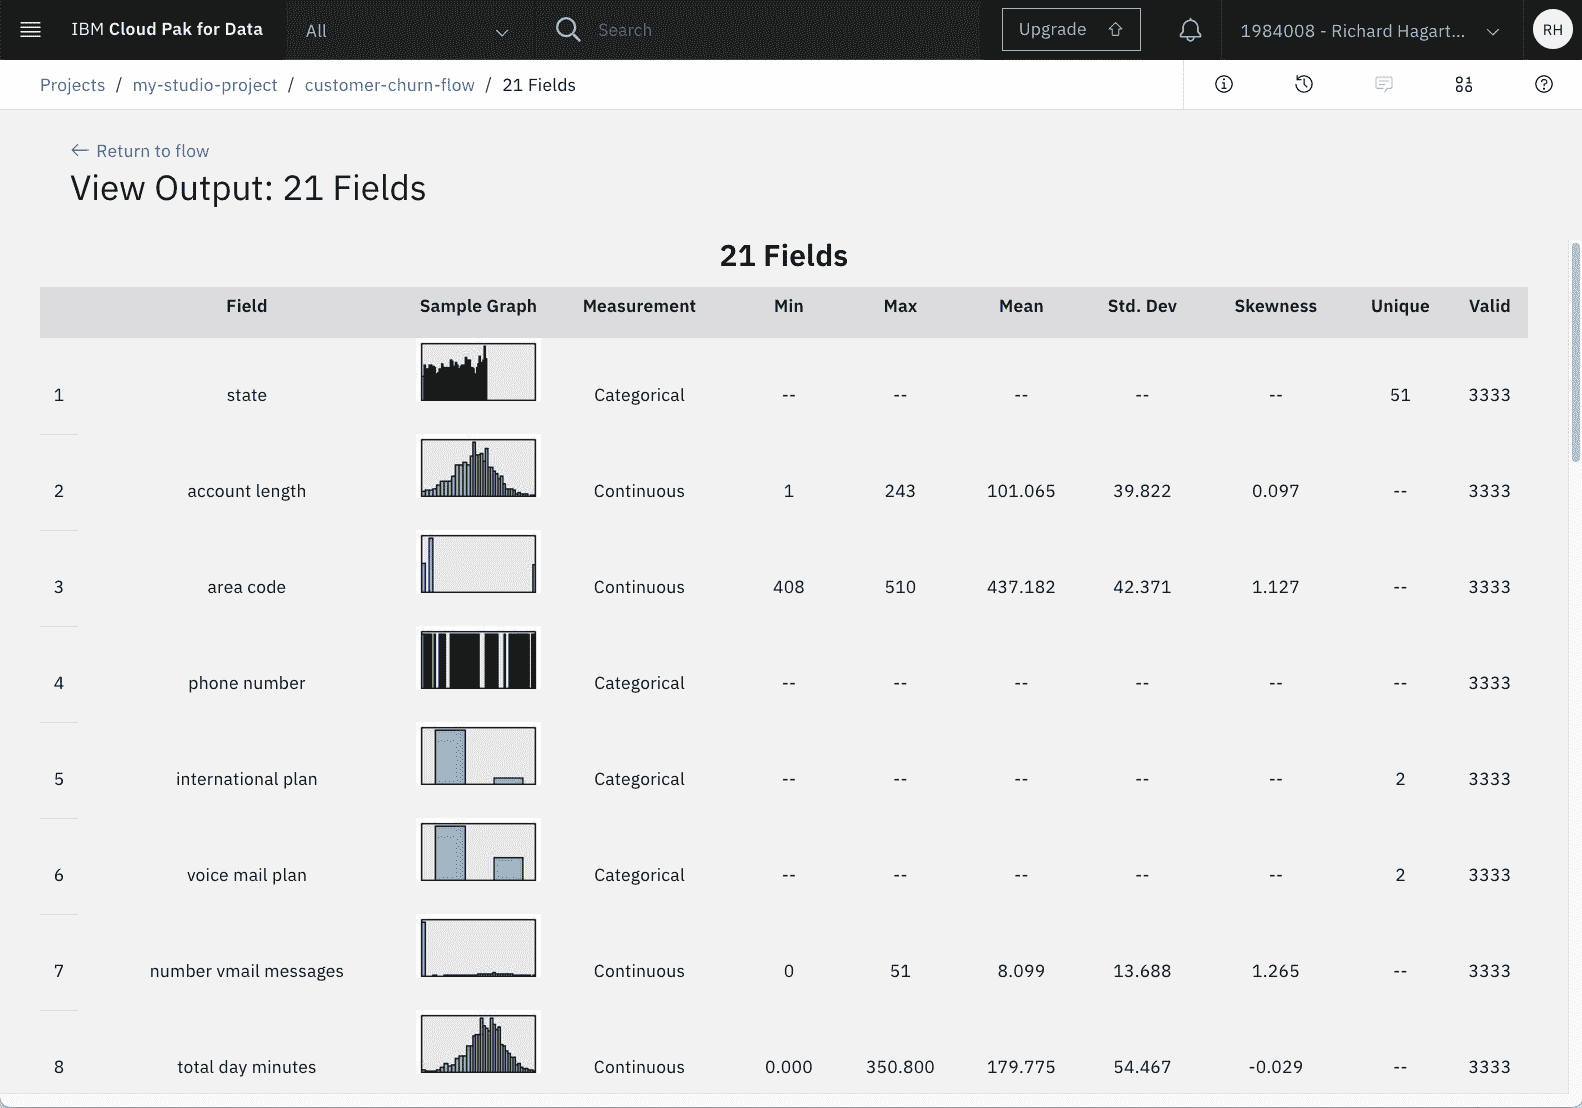 IBM Cloud Pak for Data All Search Upgrade 1984008 - Richard Hagart... RH
Projects / my-studio-project / customer-churn-flow / 21 Fields
Return to flow
View Output: 21 Fields
21 Fields
Field Sample Graph Measurement Min Max Mean Std. Dev Skewness Unique Valid
1 state Categorical -- -- -- -- -- 51 3333
2 account length Continuous 1 243 101.065 39.822 0.097 -- 3333
3 area code Continuous 408 510 437.182 42.371 1.127 -- 3333
4 phone number Categorical -- -- -- -- -- -- 3333
5 international plan Categorical -- -- -- -- -- 2 3333
6 voice mail plan Categorical -- -- -- -- -- 2 3333
7 number vmail messages Continuous 0 51 8.099 13.688 1.265 -- 3333
8 total day minutes Continuous 0.000 350.800 179.775 54.467 -0.029 -- 3333